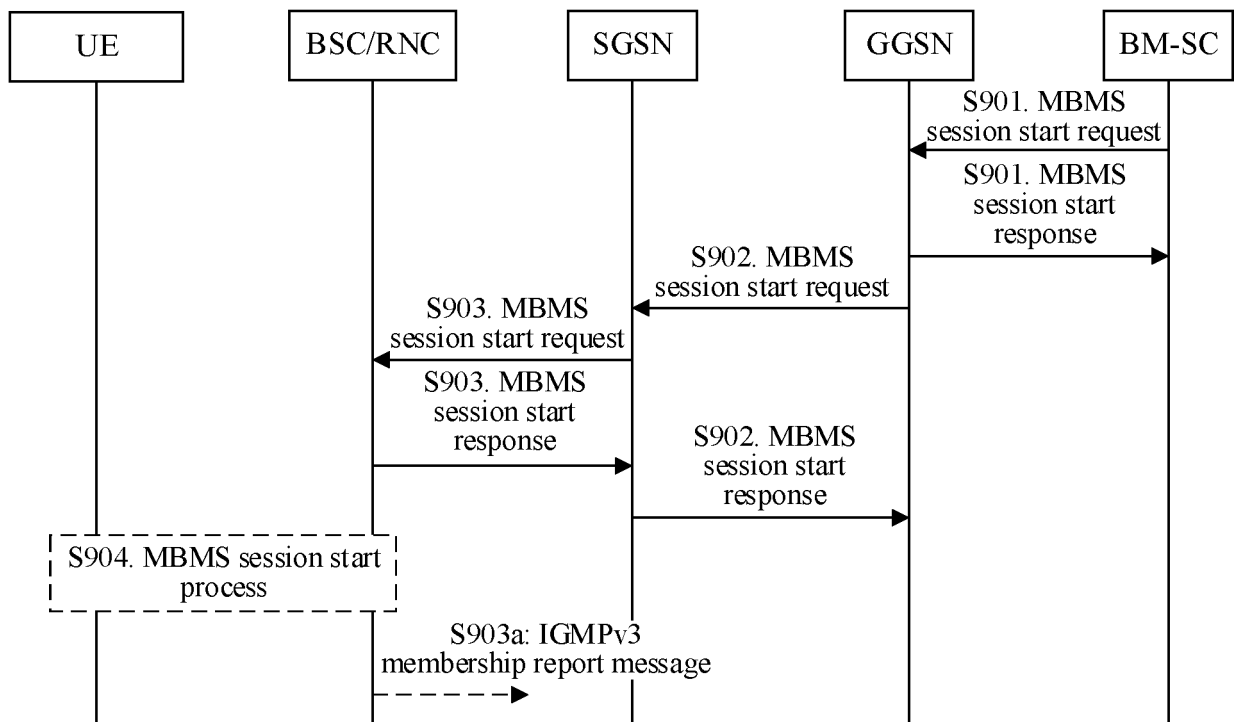 UE
BSC/RNC
SGSN
GGSN
BM-SC
S901. MBMS
session start request
S901. MBMS
session start
response
S902. MBMS
session start request
S903. MBMS
session start request
S903. MBMS
session start
response
S902. MBMS
session start
response
S904. MBMS session start
process
S903a: IGMPv3
membership report message